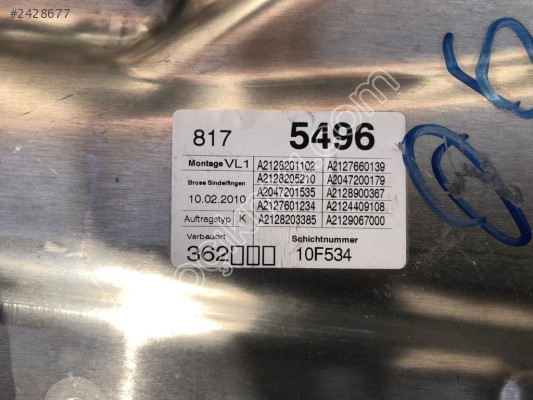 #2428677
817 5496
Montage VL1 A2128201102 A2127660139
Brose Sindelfingen A2128205210 A2047200179
10.02.2010 A2047201535 A2128900367
A2127601234 A2124409108
Auftragstyp K A2128203385 A2129067000
Verbauort Schichtnummer
362□□□ 10F534